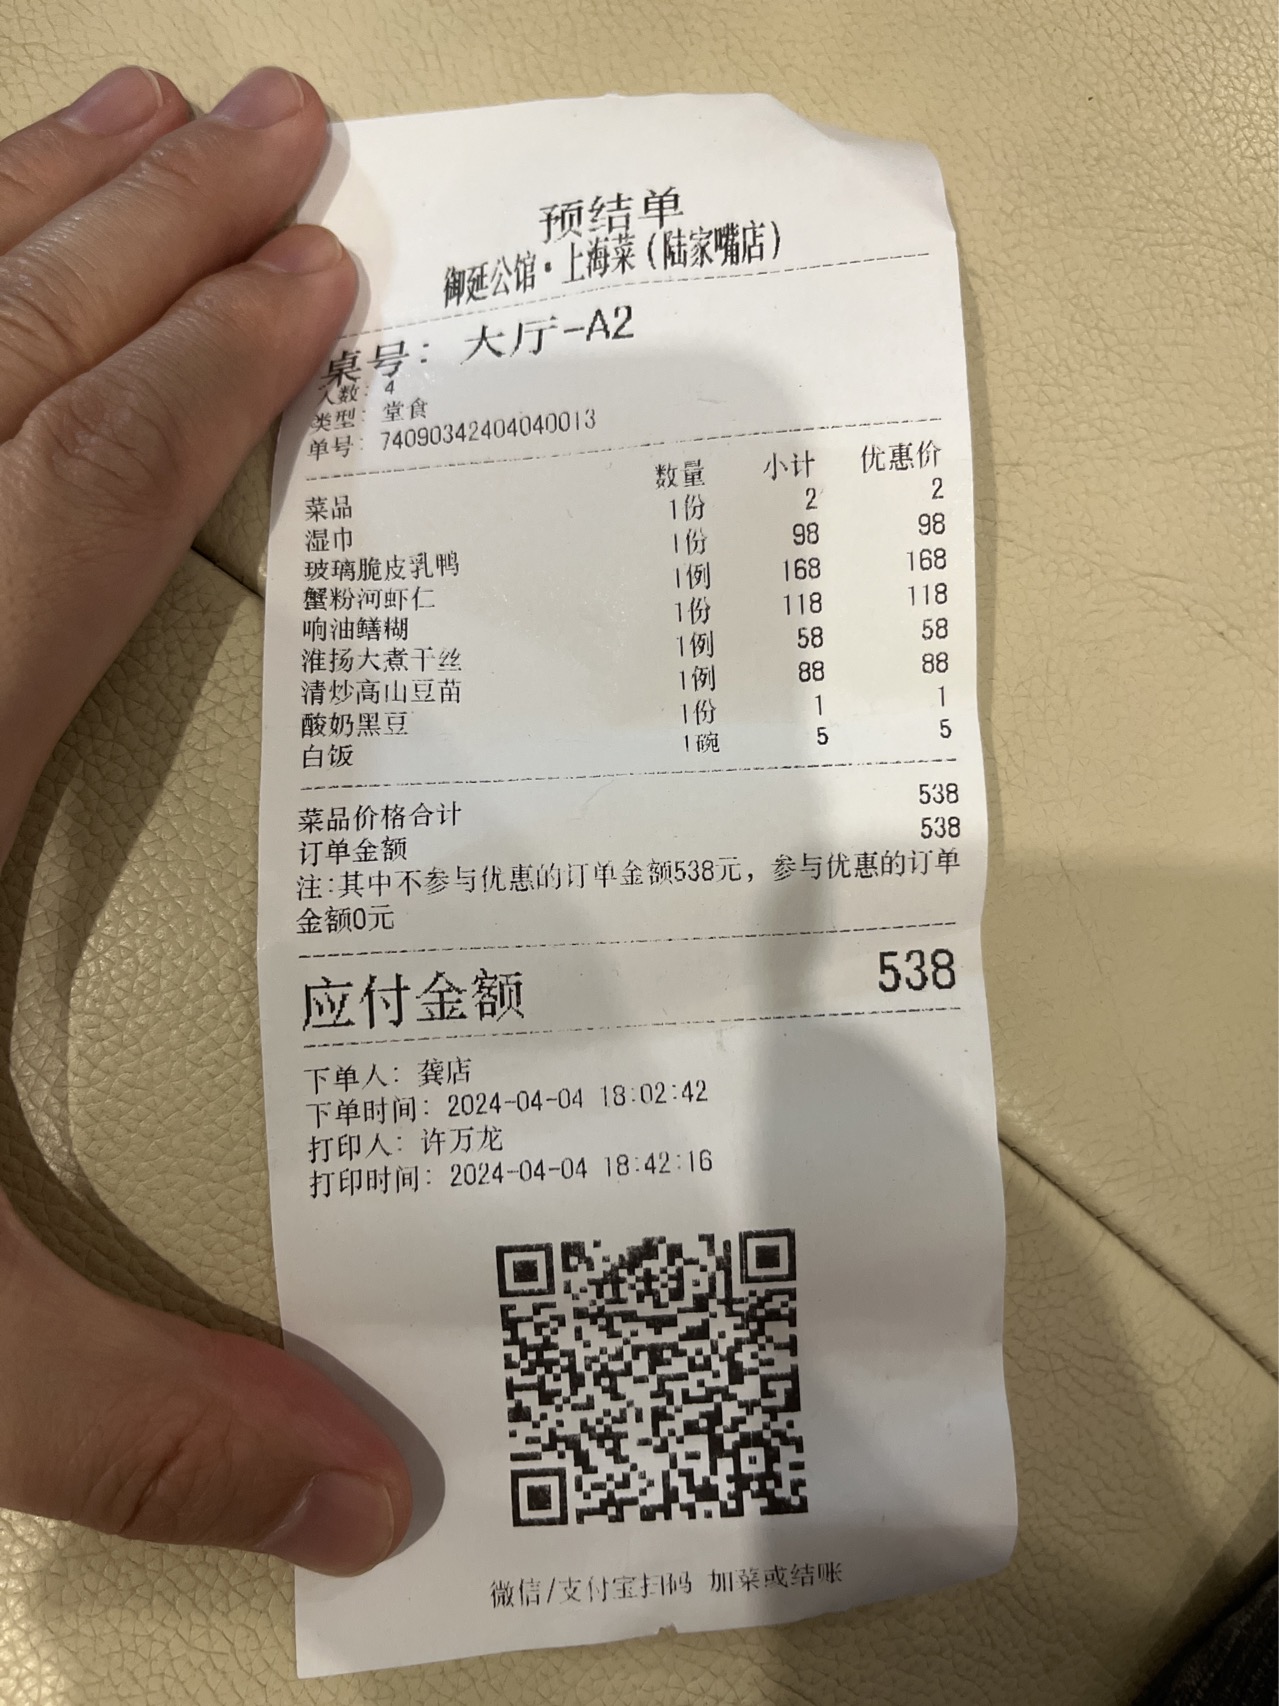 预结单
御延公馆·上海菜(陆家嘴店)
桌号: 大厅-A2
人数: 4
类型: 堂食
单号: 74090342404040013
菜品 数量 小计 优惠价
湿巾 1份 2 2
玻璃脆皮乳鸭 1份 98 98
蟹粉河虾仁 1例 168 168
响油鳝糊 1份 118 118
淮扬大煮干丝 1例 58 58
清炒高山豆苗 1例 88 88
酸奶黑豆 1份 1 1
白饭 1碗 5 5
菜品价格合计 538
订单金额 538
注:其中不参与优惠的订单金额538元, 参与优惠的订单
金额0元
应付金额 538
下单人: 龚店
下单时间: 2024-04-04 18:02:42
打印人: 许万龙
打印时间: 2024-04-04 18:42:16
微信/支付宝扫码 加菜或结账